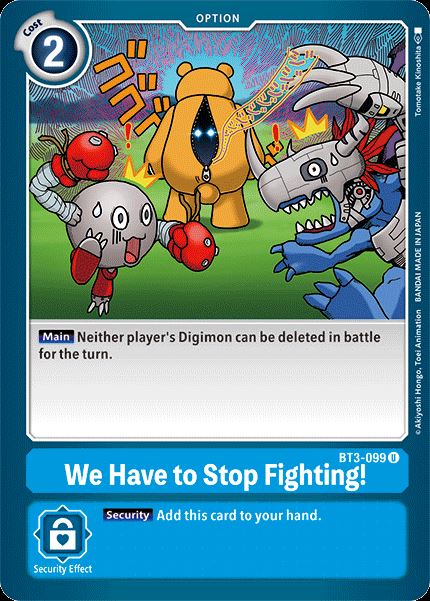 OPTION
Cost
2
Tomotake Kinoshita
ゴゴゴ
!
!
©Akiyoshi Hongo, Toei Animation BANDAI MADE IN JAPAN
Main Neither player's Digimon can be deleted in battle
for the turn.
BT3-099 U
We Have to Stop Fighting!
Security Add this card to your hand.
Security Effect